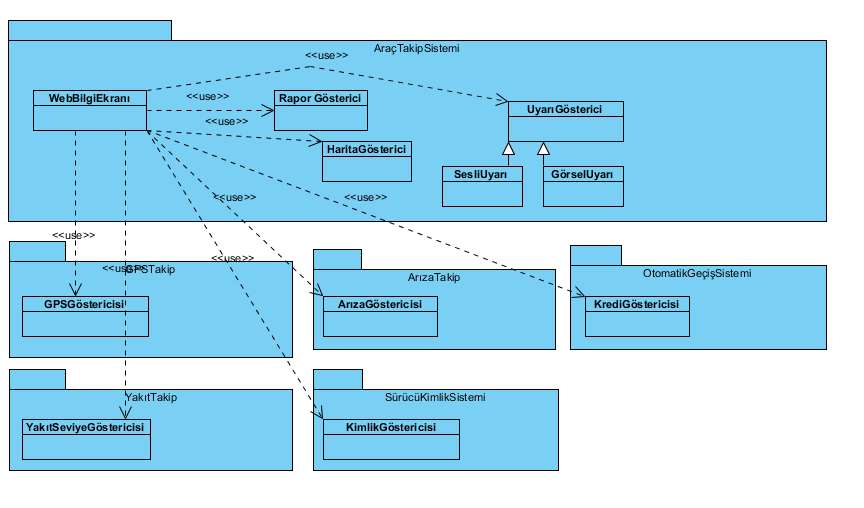 AraçTakipSistemi
<<use>>
WebBilgiEkranı
<<use>>
Rapor Gösterici
UyarıGösterici
<<use>>
HaritaGösterici
SesliUyarı
GörselUyarı
<<use>>
<<use>>
<<use>>
<<use>>
<<use>>
GPSTakip
ArızaTakip
OtomatikGeçişSistemi
GPSGöstericisi
ArızaGöstericisi
KrediGöstericisi
YakıtTakip
SürücüKimlikSistemi
YakıtSeviyeGöstericisi
KimlikGöstericisi